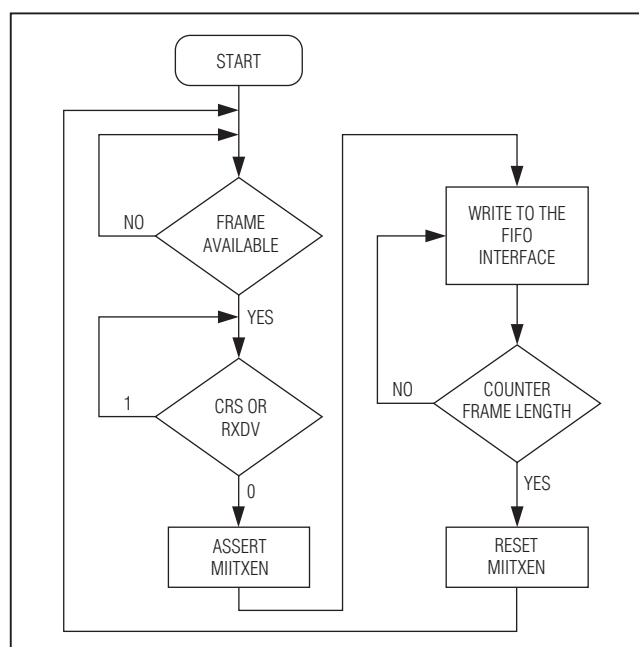 START
NO
FRAME
AVAILABLE
YES
1
CRS OR
RXDV
0
ASSERT
MIITXEN
WRITE TO THE
FIFO
INTERFACE
NO
COUNTER
FRAME LENGTH
YES
RESET
MIITXEN